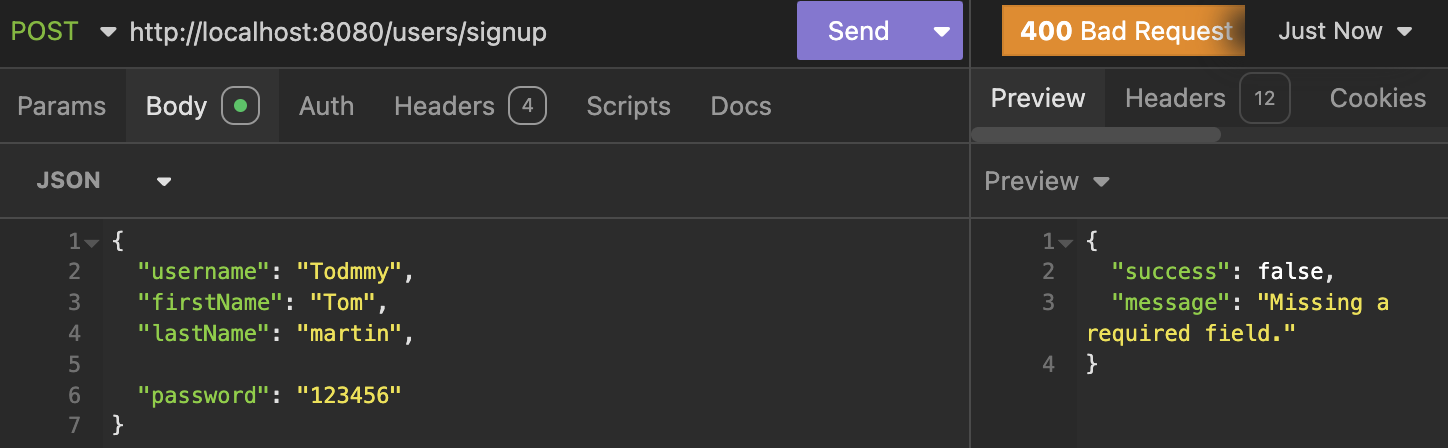 POST http://localhost:8080/users/signup Send
Params Body Auth Headers 4 Scripts Docs
JSON
1 {
2 "username": "Todmmy",
3 "firstName": "Tom",
4 "lastName": "martin",
5
6 "password": "123456"
7 }
400 Bad Request Just Now
Preview Headers 12 Cookies
Preview
1 {
2 "success": false,
3 "message": "Missing a
required field."
4 }